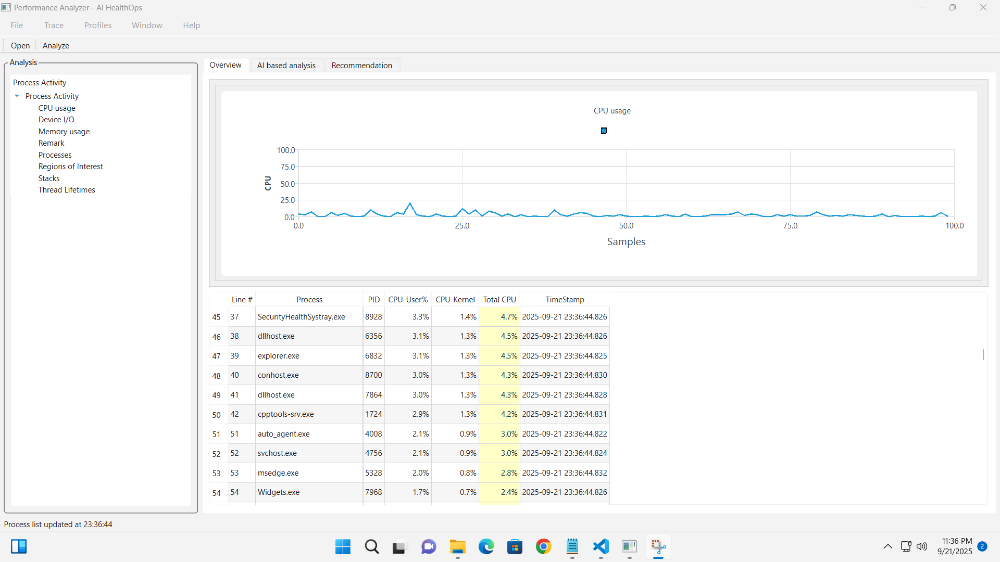 Performance Analyzer - AI HealthOps
File Trace Profiles Window Help
Open Analyze
Analysis
Process Activity
Process Activity
CPU usage
Device I/O
Memory usage
Remark
Processes
Regions of Interest
Stacks
Thread Lifetimes
Overview AI based analysis Recommendation
CPU usage
100.0
75.0
50.0
25.0
0.0
CPU
0.0 25.0 50.0 75.0 100.0
Samples
Line # Process PID CPU-User% CPU-Kernel Total CPU TimeStamp
45 37 SecurityHealthSystray.exe 8928 3.3% 1.4% 4.7% 2025-09-21 23:36:44.826
46 38 dllhost.exe 6356 3.1% 1.3% 4.5% 2025-09-21 23:36:44.826
47 39 explorer.exe 6832 3.1% 1.3% 4.5% 2025-09-21 23:36:44.825
48 40 conhost.exe 8700 3.0% 1.3% 4.3% 2025-09-21 23:36:44.830
49 41 dllhost.exe 7864 3.0% 1.3% 4.3% 2025-09-21 23:36:44.828
50 42 cpptools-srv.exe 1724 2.9% 1.3% 4.2% 2025-09-21 23:36:44.831
51 51 auto_agent.exe 4008 2.1% 0.9% 3.0% 2025-09-21 23:36:44.822
52 52 svchost.exe 4756 2.1% 0.9% 3.0% 2025-09-21 23:36:44.824
53 53 msedge.exe 5328 2.0% 0.8% 2.8% 2025-09-21 23:36:44.832
54 54 Widgets.exe 7968 1.7% 0.7% 2.4% 2025-09-21 23:36:44.826
Process list updated at 23:36:44
11:36 PM
9/21/2025
2